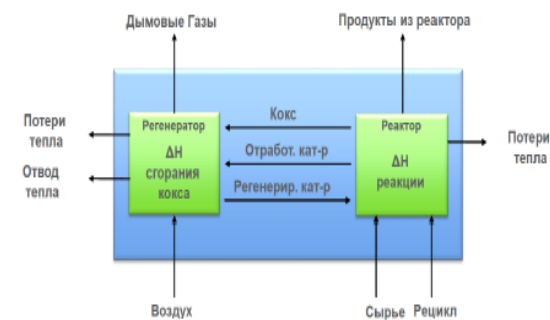 Дымовые Газы
Продукты из реактора
Потери
тепла
Отвод
тепла
Регенератор
ΔН
сгорания
кокса
Кокс
Отработ. кат-р
Регенерир. кат-р
Реактор
ΔН
реакции
Потери
тепла
Воздух
Сырье
Рецикл